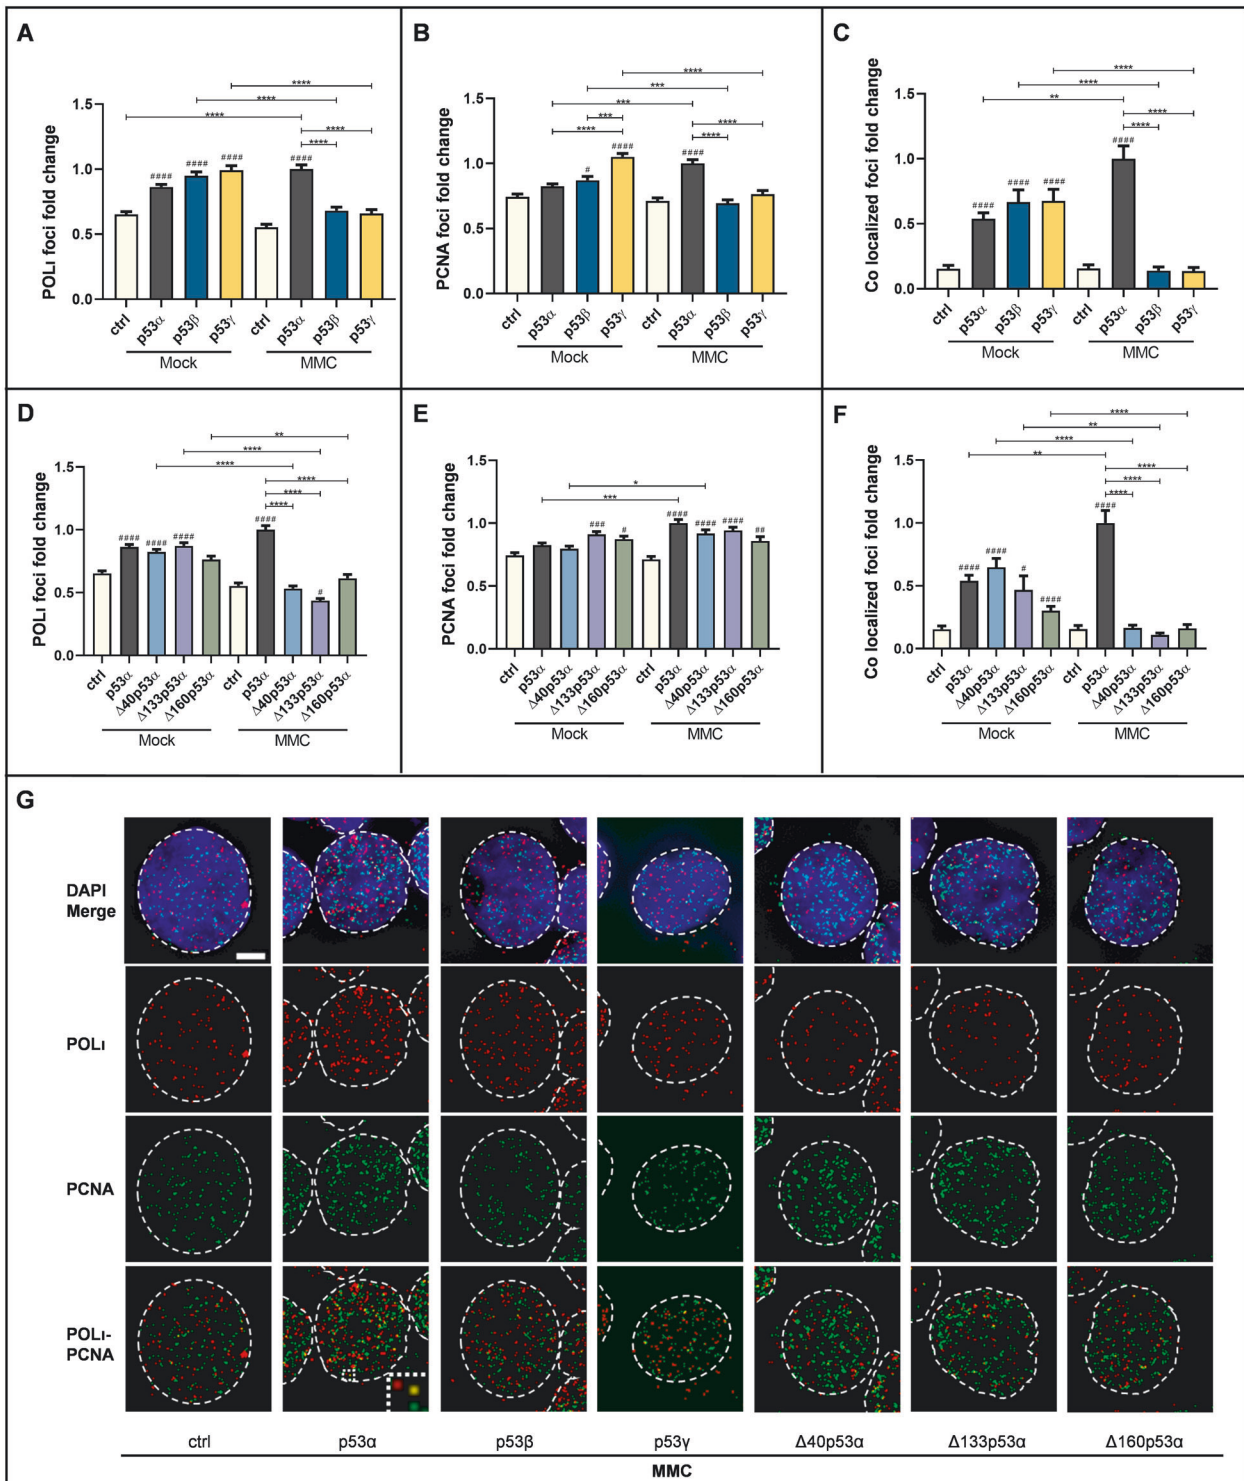 A
POLι foci fold change
1.5
1.0
0.5
0.0
****
****
****
****
****
####
####
####
####
ctrl
p53α
p53β
p53γ
ctrl
p53α
p53β
p53γ
Mock
MMC
B
PCNA foci fold change
1.5
1.0
0.5
0.0
****
***
***
***
****
****
****
#
####
####
ctrl
p53α
p53β
p53γ
ctrl
p53α
p53β
p53γ
Mock
MMC
C
Co localized foci fold change
1.5
1.0
0.5
0.0
****
****
**
****
****
####
####
####
####
ctrl
p53α
p53β
p53γ
ctrl
p53α
p53β
p53γ
Mock
MMC
D
POLι foci fold change
1.5
1.0
0.5
0.0
**
****
****
****
****
****
####
####
####
####
#
ctrl
p53α
Δ40p53α
Δ133p53α
Δ160p53α
ctrl
p53α
Δ40p53α
Δ133p53α
Δ160p53α
Mock
MMC
E
PCNA foci fold change
1.5
1.0
0.5
0.0
*
***
###
#
####
####
####
##
ctrl
p53α
Δ40p53α
Δ133p53α
Δ160p53α
ctrl
p53α
Δ40p53α
Δ133p53α
Δ160p53α
Mock
MMC
F
Co localized foci fold change
1.5
1.0
0.5
0.0
****
**
****
**
****
****
****
####
####
#
####
####
ctrl
p53α
Δ40p53α
Δ133p53α
Δ160p53α
ctrl
p53α
Δ40p53α
Δ133p53α
Δ160p53α
Mock
MMC
G
DAPI
Merge
POLι
PCNA
POLι-
PCNA
ctrl
p53α
p53β
p53γ
Δ40p53α
Δ133p53α
Δ160p53α
MMC